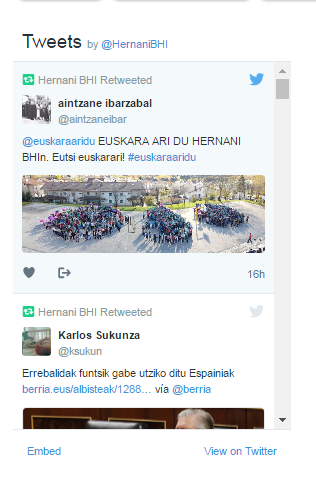 Tweets by @HernaniBHI
Hernani BHI Retweeted
aintzane ibarzabal
@aintzaneibar
@euskaraaridu EUSKARA ARI DU HERNANI
BHIn. Eutsi euskarari! #euskaraaridu
16h
Hernani BHI Retweeted
Karlos Sukunza
@ksukun
Errebalidak funtsik gabe utziko ditu Espainiak
berria.eus/albisteak/1288... vía @berria
Embed
View on Twitter